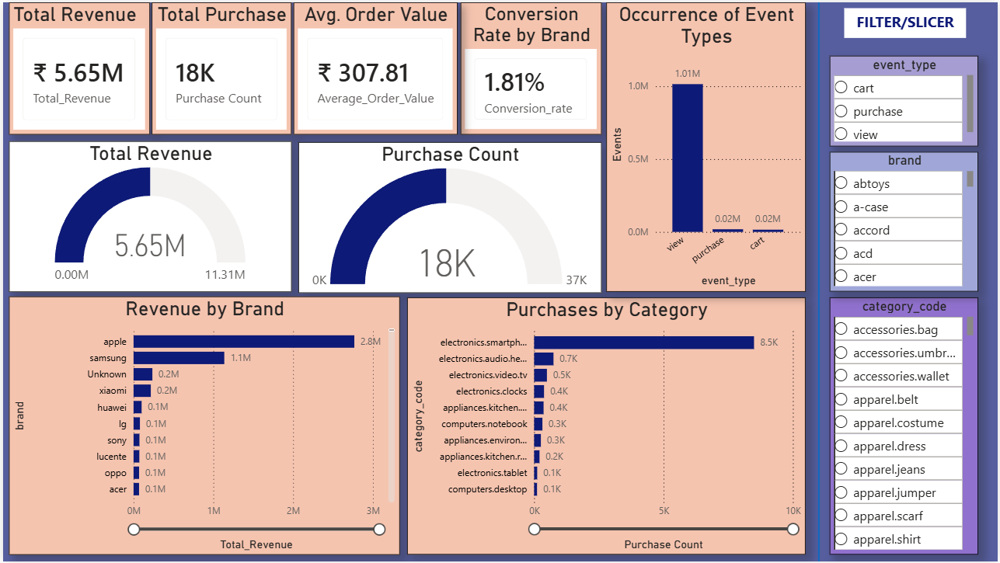 Total Revenue
₹ 5.65M
Total_Revenue
Total Purchase
18K
Purchase Count
Avg. Order Value
₹ 307.81
Average_Order_Value
Conversion
Rate by Brand
1.81%
Conversion_rate
Occurrence of Event
Types
1.01M
1.0M
Events
0.5M
0.02M
0.02M
0.0M
view
purchase
cart
event_type
FILTER/SLICER
event_type
cart
purchase
view
brand
abtoys
a-case
accord
acd
acer
category_code
accessories.bag
accessories.umbr...
accessories.wallet
apparel.belt
apparel.costume
apparel.dress
apparel.jeans
apparel.jumper
apparel.scarf
apparel.shirt
Total Revenue
5.65M
0.00M
11.31M
Purchase Count
18K
0K
37K
Revenue by Brand
brand
apple 2.8M
samsung 1.1M
Unknown 0.2M
xiaomi 0.2M
huawei 0.1M
lg 0.1M
sony 0.1M
lucente 0.1M
oppo 0.1M
acer 0.1M
0M 1M 2M 3M
Total_Revenue
Purchases by Category
category_code
electronics.smartph... 8.5K
electronics.audio.he... 0.7K
electronics.video.tv 0.5K
electronics.clocks 0.4K
appliances.kitchen.... 0.4K
computers.notebook 0.3K
appliances.environ... 0.3K
appliances.kitchen.r... 0.2K
electronics.tablet 0.1K
computers.desktop 0.1K
0K 5K 10K
Purchase Count